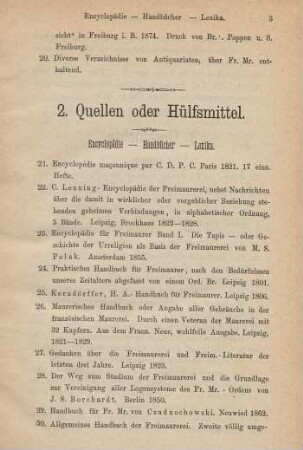 Encyclopädie — Handbücher — Lexika. 3
sicht" in Freiburg i. B. 1874. Druck von Br.·. Poppen u. S.
Freiburg.
20. Diverse Verzeichnisse von Antiquariaten, über Fr. Mr. ent-
haltend.
2. Quellen oder Hülfsmittel.
Encyclopädie — Handbücher — Lexika.
21. Encyclopédie maçonnique par C. D. P. C. Paris 1821. 17 einz.
Hefte.
22. C. Lenning - Encyclopädie der Freimaurerei, nebst Nachrichten
über die damit in wirklicher oder vorgeblicher Beziehung ste-
henden geheimen Verbindungen, in alphabetischer Ordnung,
3 Bände. Leipzig, Brockhaus 1822—1828.
23. Encyclopädie für Freimaurer Band I. Die Tapis — oder Ge-
schichte der Urreligion als Basis der Freimaurerei von M. S.
Polak. Amsterdam 1855.
24. Praktisches Handbuch für Freimaurer, nach den Bedürfnissen
unseres Zeitalters abgefasst von einem Ord. Br. Leipzig 1801.
25. Kerndörffer, H. A.- Handbuch für Freimaurer. Leipzig 1806.
26. Maurerisches Handbuch oder Angabe aller Gebräuche in der
französischen Maurerei. Durch einen Veteran der Maurerei mit
32 Kupfern. Aus dem Franz. Neue, wohlfeile Ausgabe. Leipzig,
1821—1829.
27. Gedanken über die Freimaurerei und Freim.- Literatur der
letzten drei Jahre. Leipzig 1823.
28. Der Weg zum Studium der Freimaurerei und die Grundlage
zur Vereinigung aller Logensysteme des Fr. Mr. - Ordens von
J. S. Borchardt. Berlin 1850.
29. Handbuch für Fr. Mr. von Czuduochowski. Neuwied 1862.
30. Allgemeines Handbuch der Freimaurerei. Zweite völlig umge-